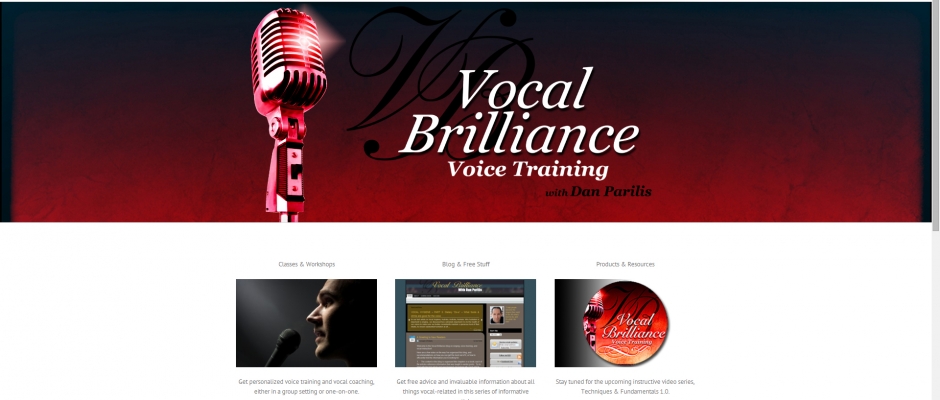 Vocal
Brilliance
Voice Training
with Dan Parilis
Classes & Workshops
Blog & Free Stuff
Products & Resources
Vocal Brilliance
With Dan Parilis
Vocal
Brilliance
Voice Training
Get personalized voice training and vocal coaching,
either in a group setting or one-on-one.
Get free advice and invaluable information about all
things vocal-related in this series of informative
Stay tuned for the upcoming instructive video series,
Techniques & Fundamentals 1.0.